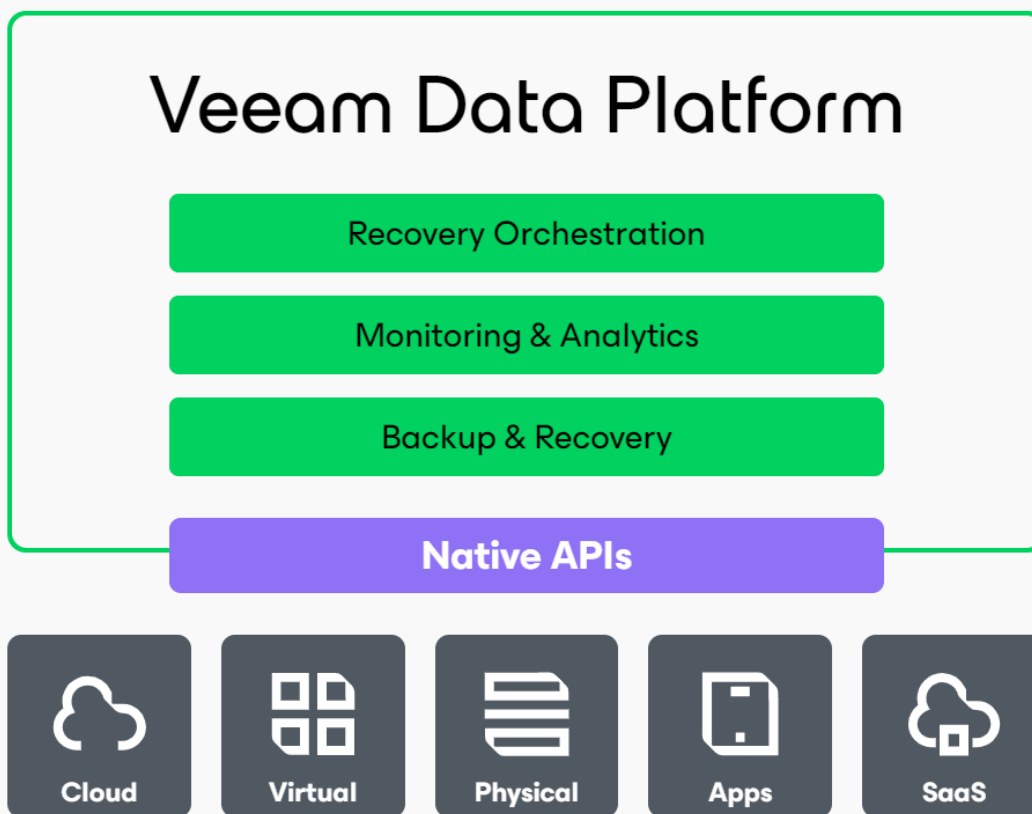 Veeam Data Platform
Recovery Orchestration
Monitoring & Analytics
Backup & Recovery
Native APIs
Cloud
Virtual
Physical
Apps
SaaS